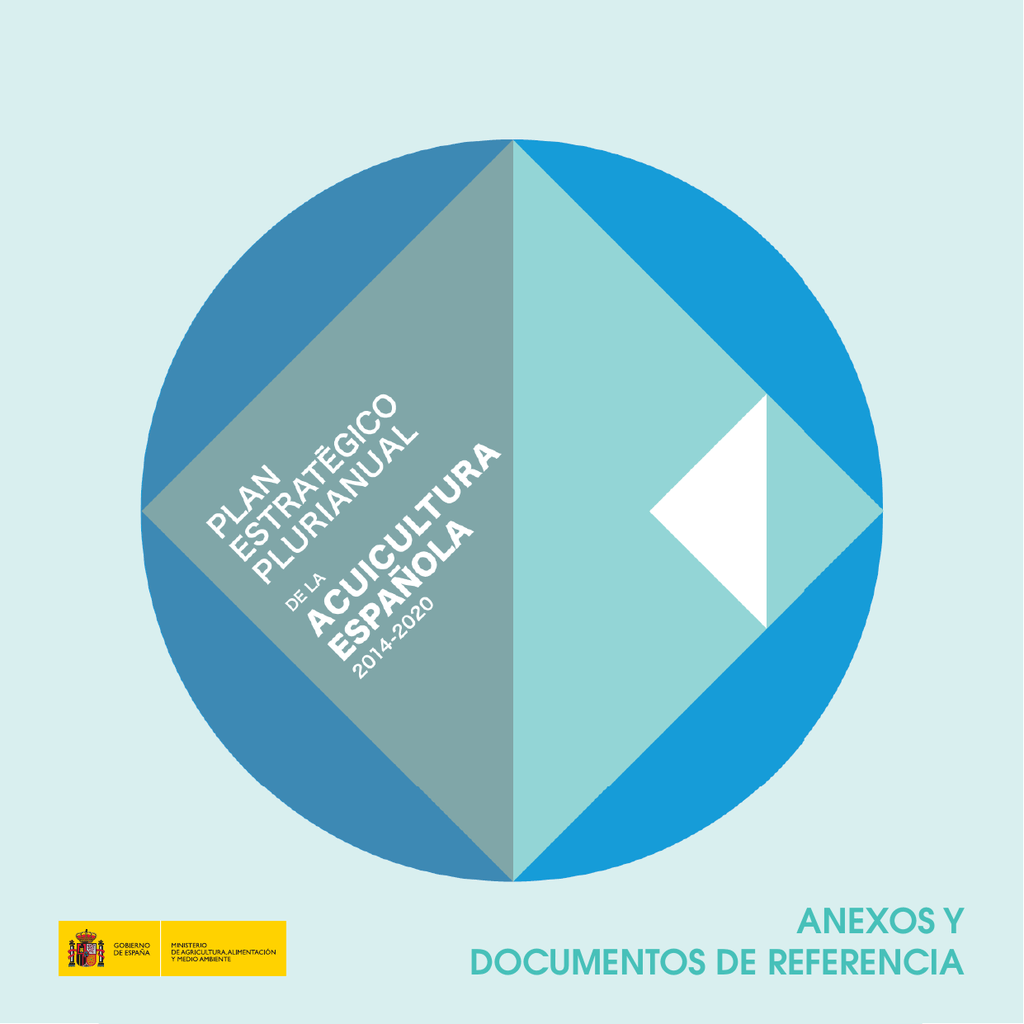 PLAN
ESTRATÉGICO
PLURIANUAL
DE LA
ACUICULTURA
ESPAÑOLA
2014-2020
GOBIERNO
DE ESPAÑA
MINISTERIO
DE AGRICULTURA, ALIMENTACIÓN
Y MEDIO AMBIENTE
ANEXOS Y
DOCUMENTOS DE REFERENCIA